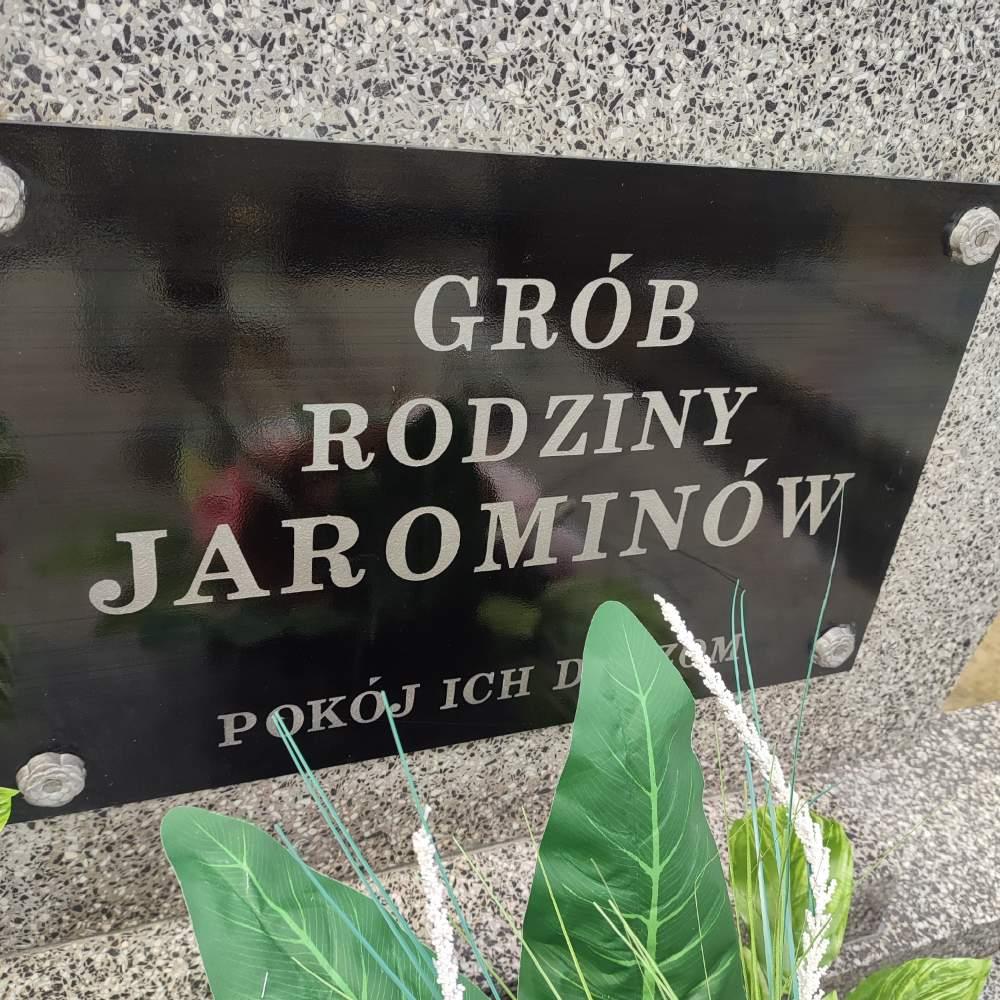 GRÓB
RODZINY
JAROMINÓW
POKÓJ ICH